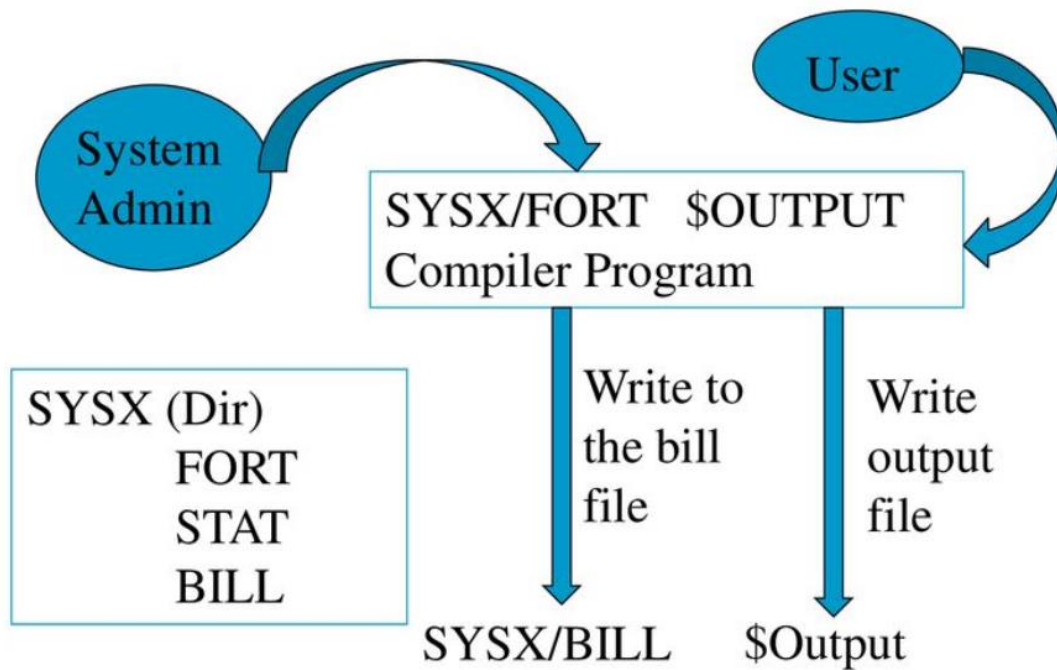 User
System
Admin
SYSX/FORT $OUTPUT
Compiler Program
SYSX (Dir)
FORT
STAT
BILL
Write to
the bill
file
Write
output
file
SYSX/BILL
$Output